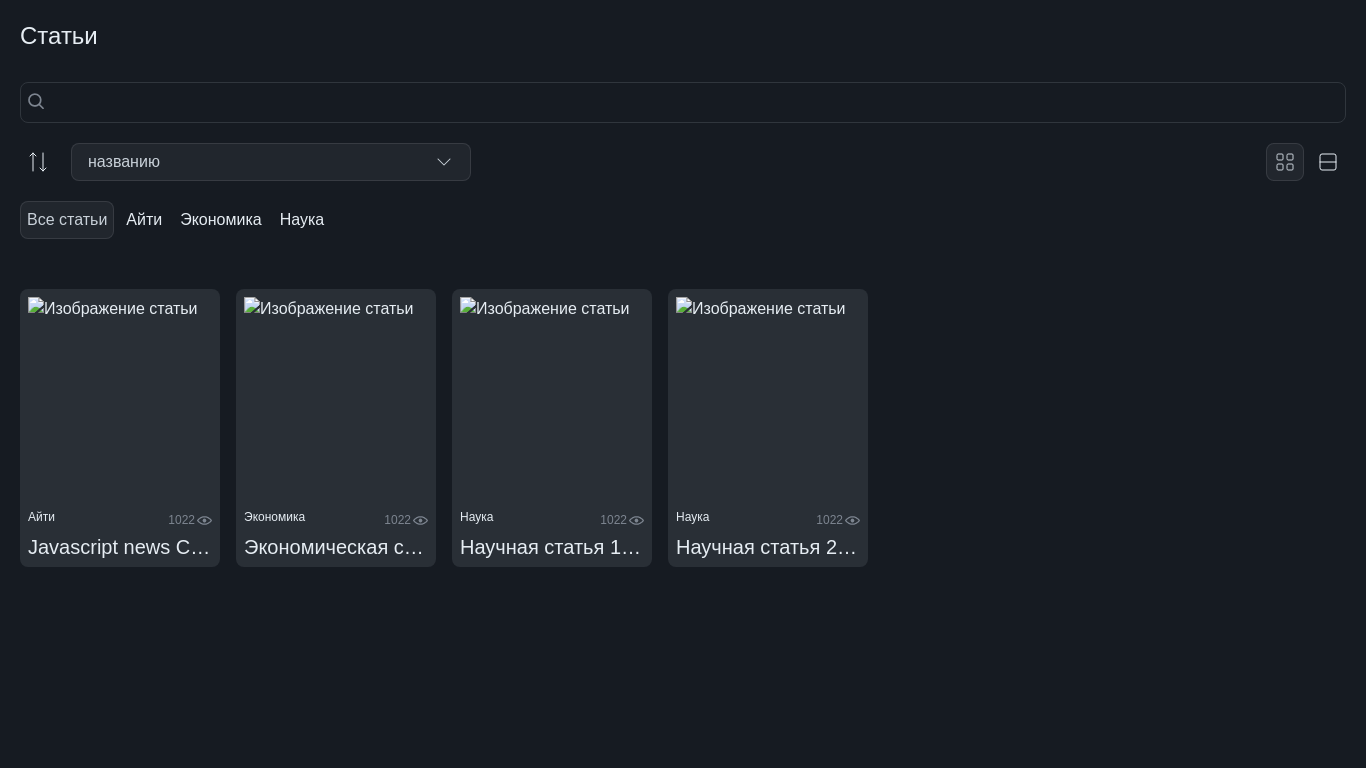 Статьи
названию
Все статьи Айти Экономика Наука
Изображение статьи Изображение статьи Изображение статьи Изображение статьи
Айти 1022 Экономика 1022 Наука 1022 Наука 1022
Javascript news С… Экономическая с… Научная статья 1… Научная статья 2…